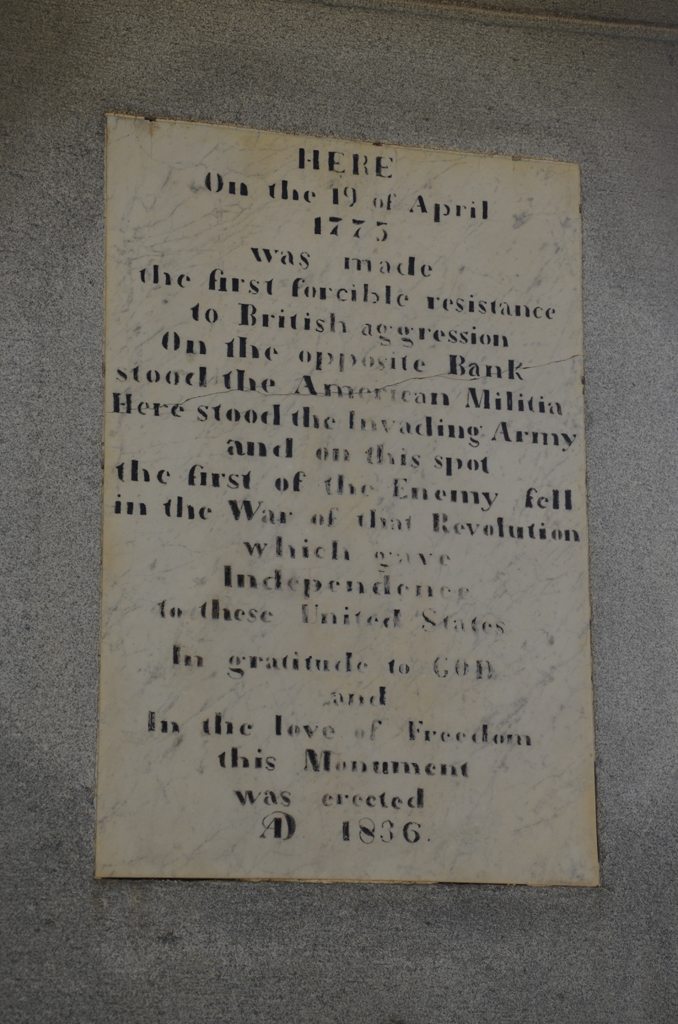 HERE
On the 19 of April
1775
was made
the first forcible resistance
to British aggression
On the opposite Bank
stood the American Militia
Here stood the Invading Army
and on this spot
the first of the Enemy fell
in the War of that Revolution
which gave
Independence
to these United States
In gratitude to GOD
and
In the love of Freedom
this Monument
was erected
AD 1836.